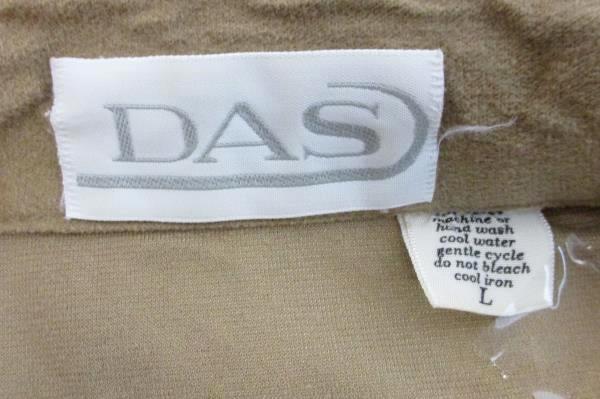 DAS
machine or
hand wash
cool water
gentle cycle
do not bleach
cool iron
L